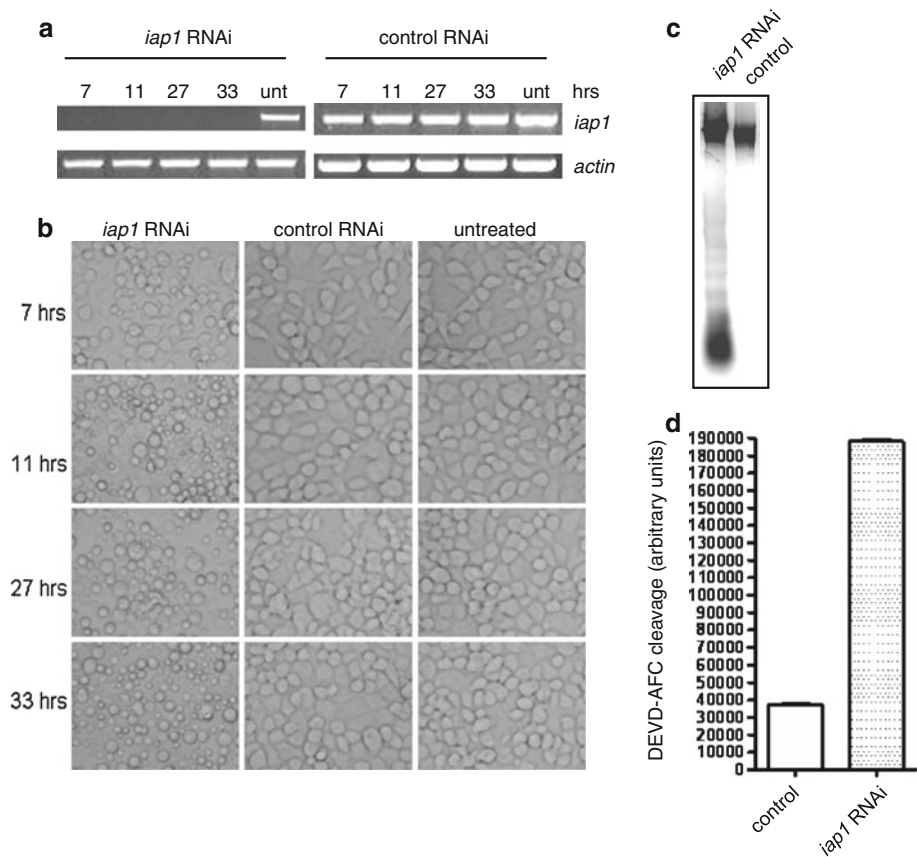 a
iap1 RNAi
control RNAi
7 11 27 33 unt
7 11 27 33 unt hrs
iap1
actin
b
iap1 RNAi control RNAi untreated
7 hrs
11 hrs
27 hrs
33 hrs
c
iap1 RNAi
control
d
DEVD-AFC cleavage (arbitrary units)
190000
180000
170000
160000
150000
140000
130000
120000
110000
100000
90000
80000
70000
60000
50000
40000
30000
20000
10000
0
control
iap1 RNAi